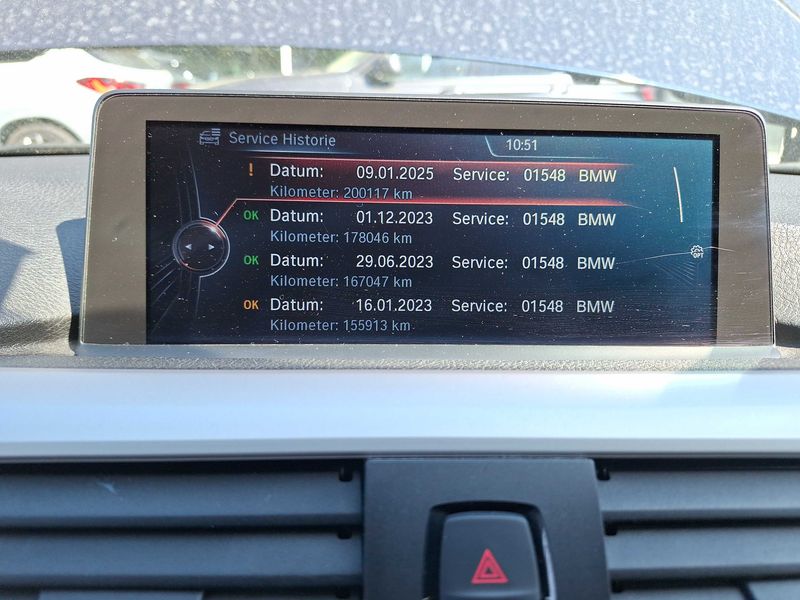 Service Historie 10:51
! Datum: 09.01.2025 Service: 01548 BMW
Kilometer: 200117 km
OK Datum: 01.12.2023 Service: 01548 BMW
Kilometer: 178046 km
OK Datum: 29.06.2023 Service: 01548 BMW
Kilometer: 167047 km
OK Datum: 16.01.2023 Service: 01548 BMW
Kilometer: 155913 km
OPT